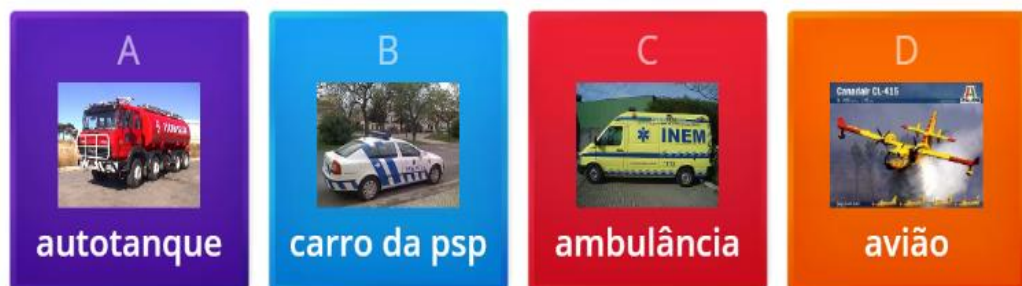 A
autotanque
B
carro da psp
C
INEM
ambulância
D
Canadair CL-415
avião